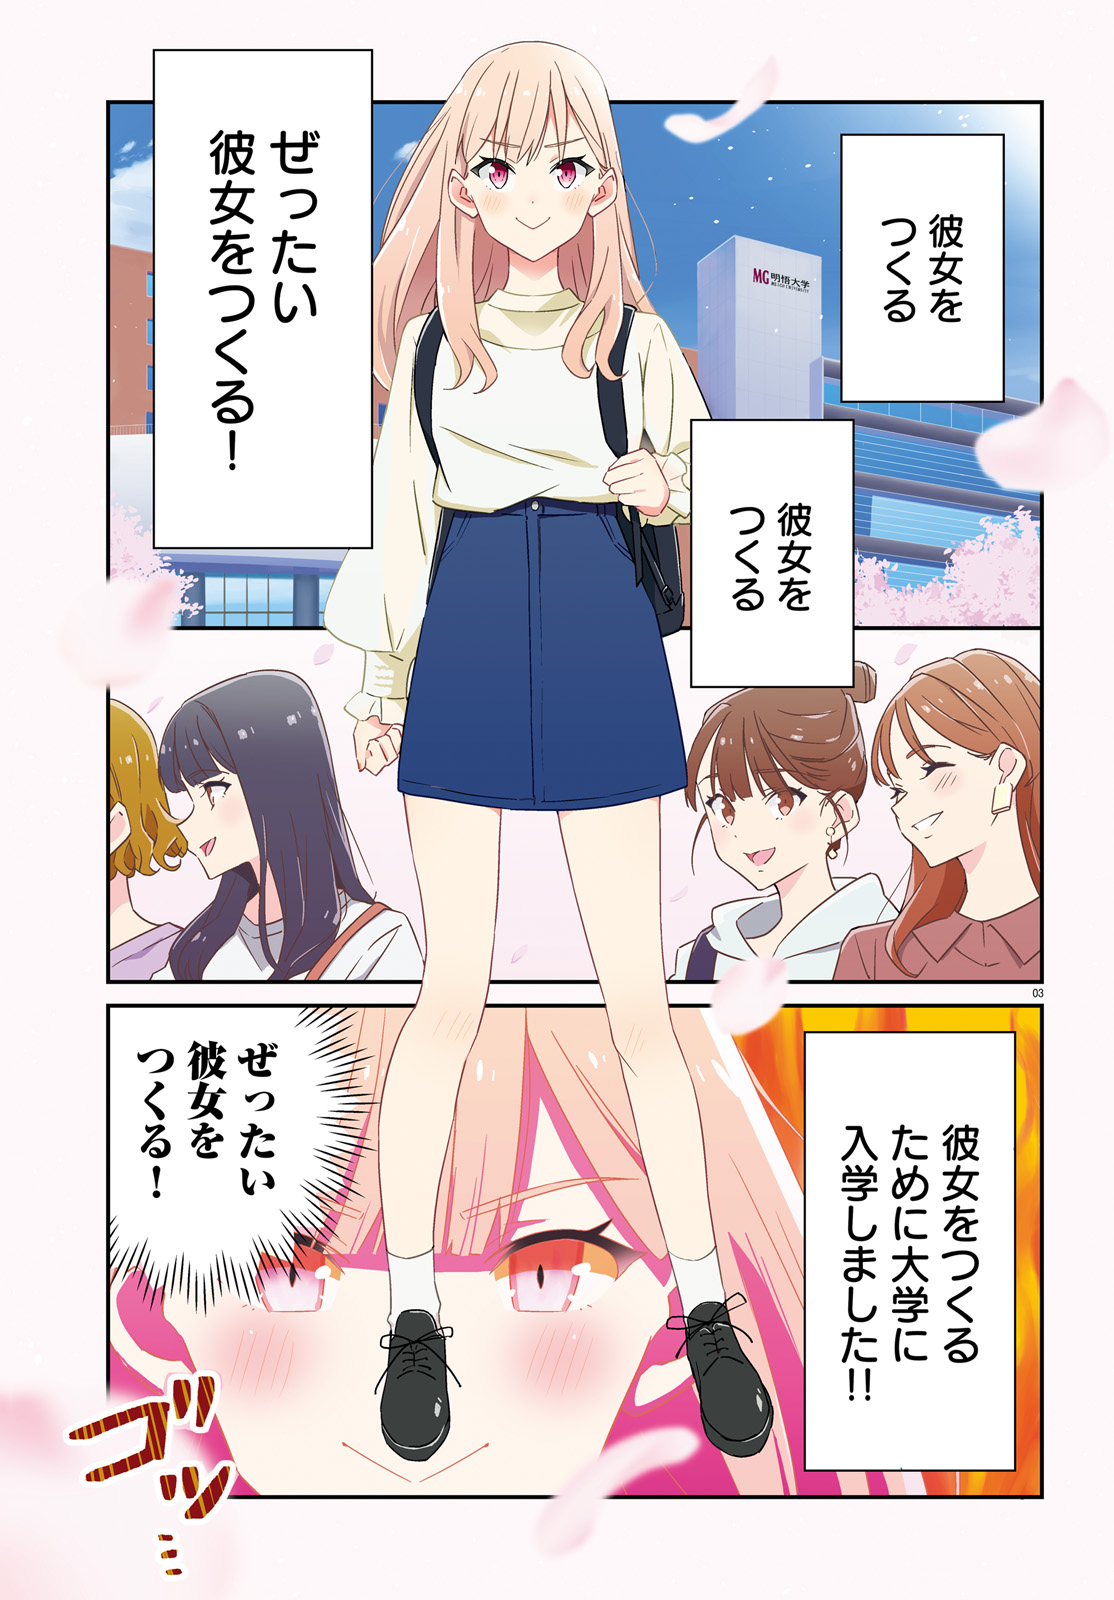 彼女を
つくる
MG 明悟大学
MEIGO UNIVERSITY
彼女を
つくる
ぜったい
彼女をつくる！
03
彼女をつくる
ために大学に
入学しました!!
ぜったい
彼女を
つくる！
ゴッ…